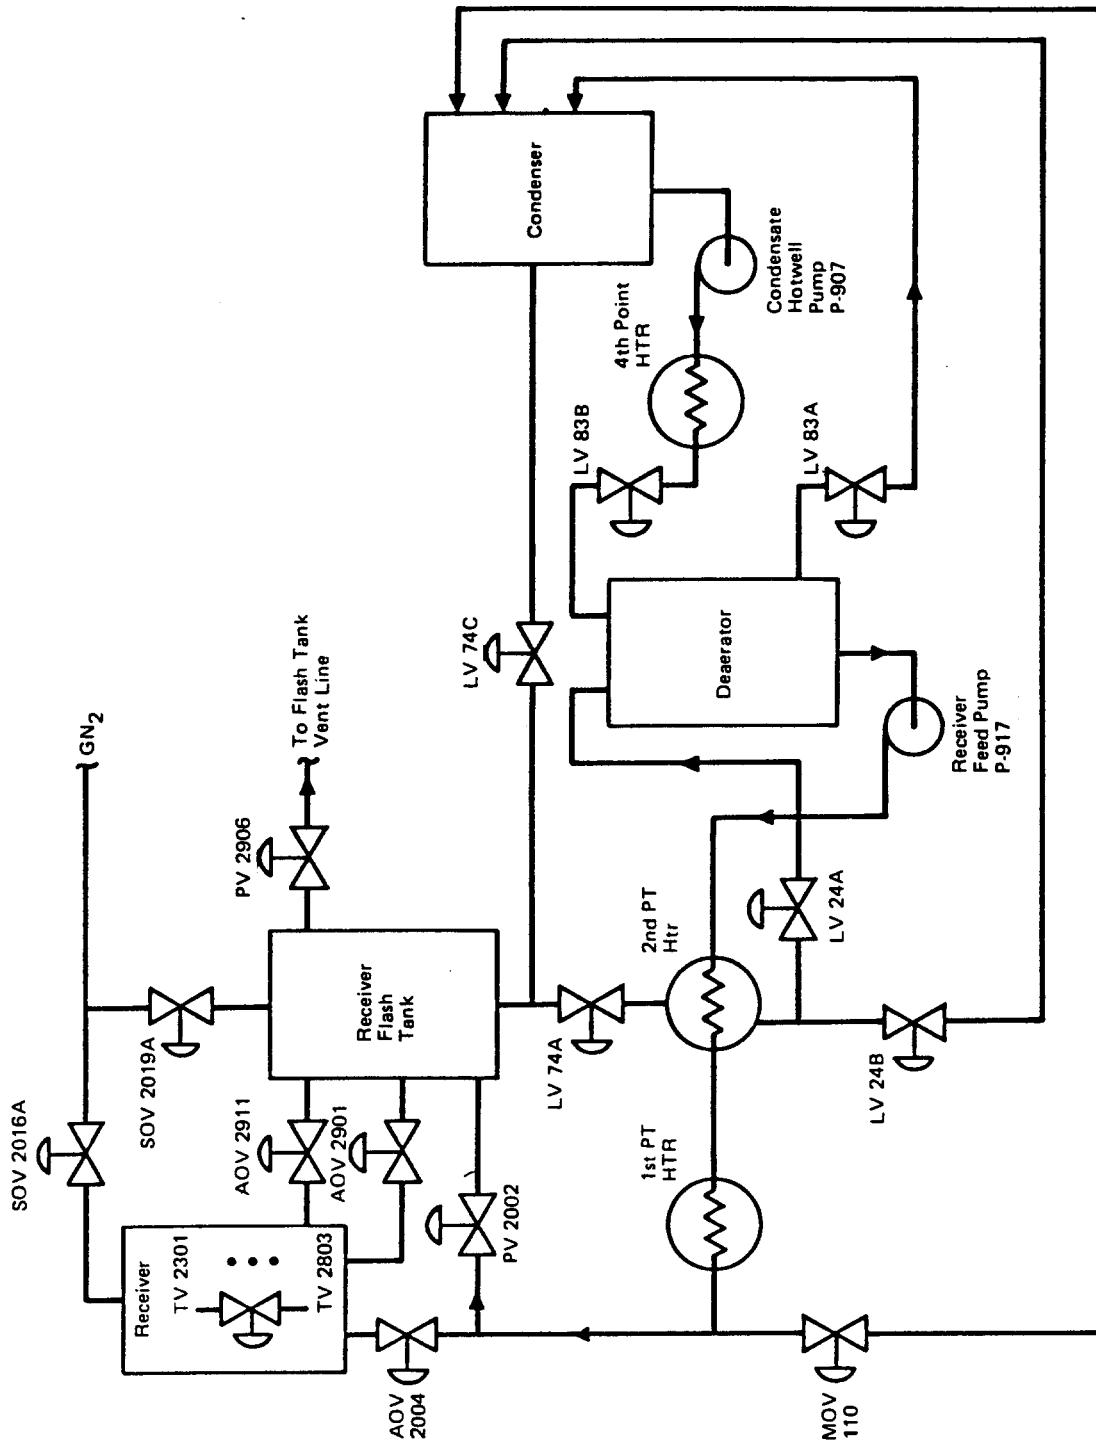 SOV 2016A
GN2
SOV 2019A
Receiver
TV 2301
TV 2803
AOV 2911
AOV 2901
PV 2906
To Flash Tank
Vent Line
Receiver
Flash
Tank
AOV
2004
PV 2002
LV 74C
LV 74A
Condenser
1st PT
HTR
2nd PT
Htr
LV 83B
4th Point
HTR
Condensate
Hotwell
Pump
P-907
Deaerator
LV 24A
LV 83A
MOV
110
LV 24B
Receiver
Feed Pump
P-917